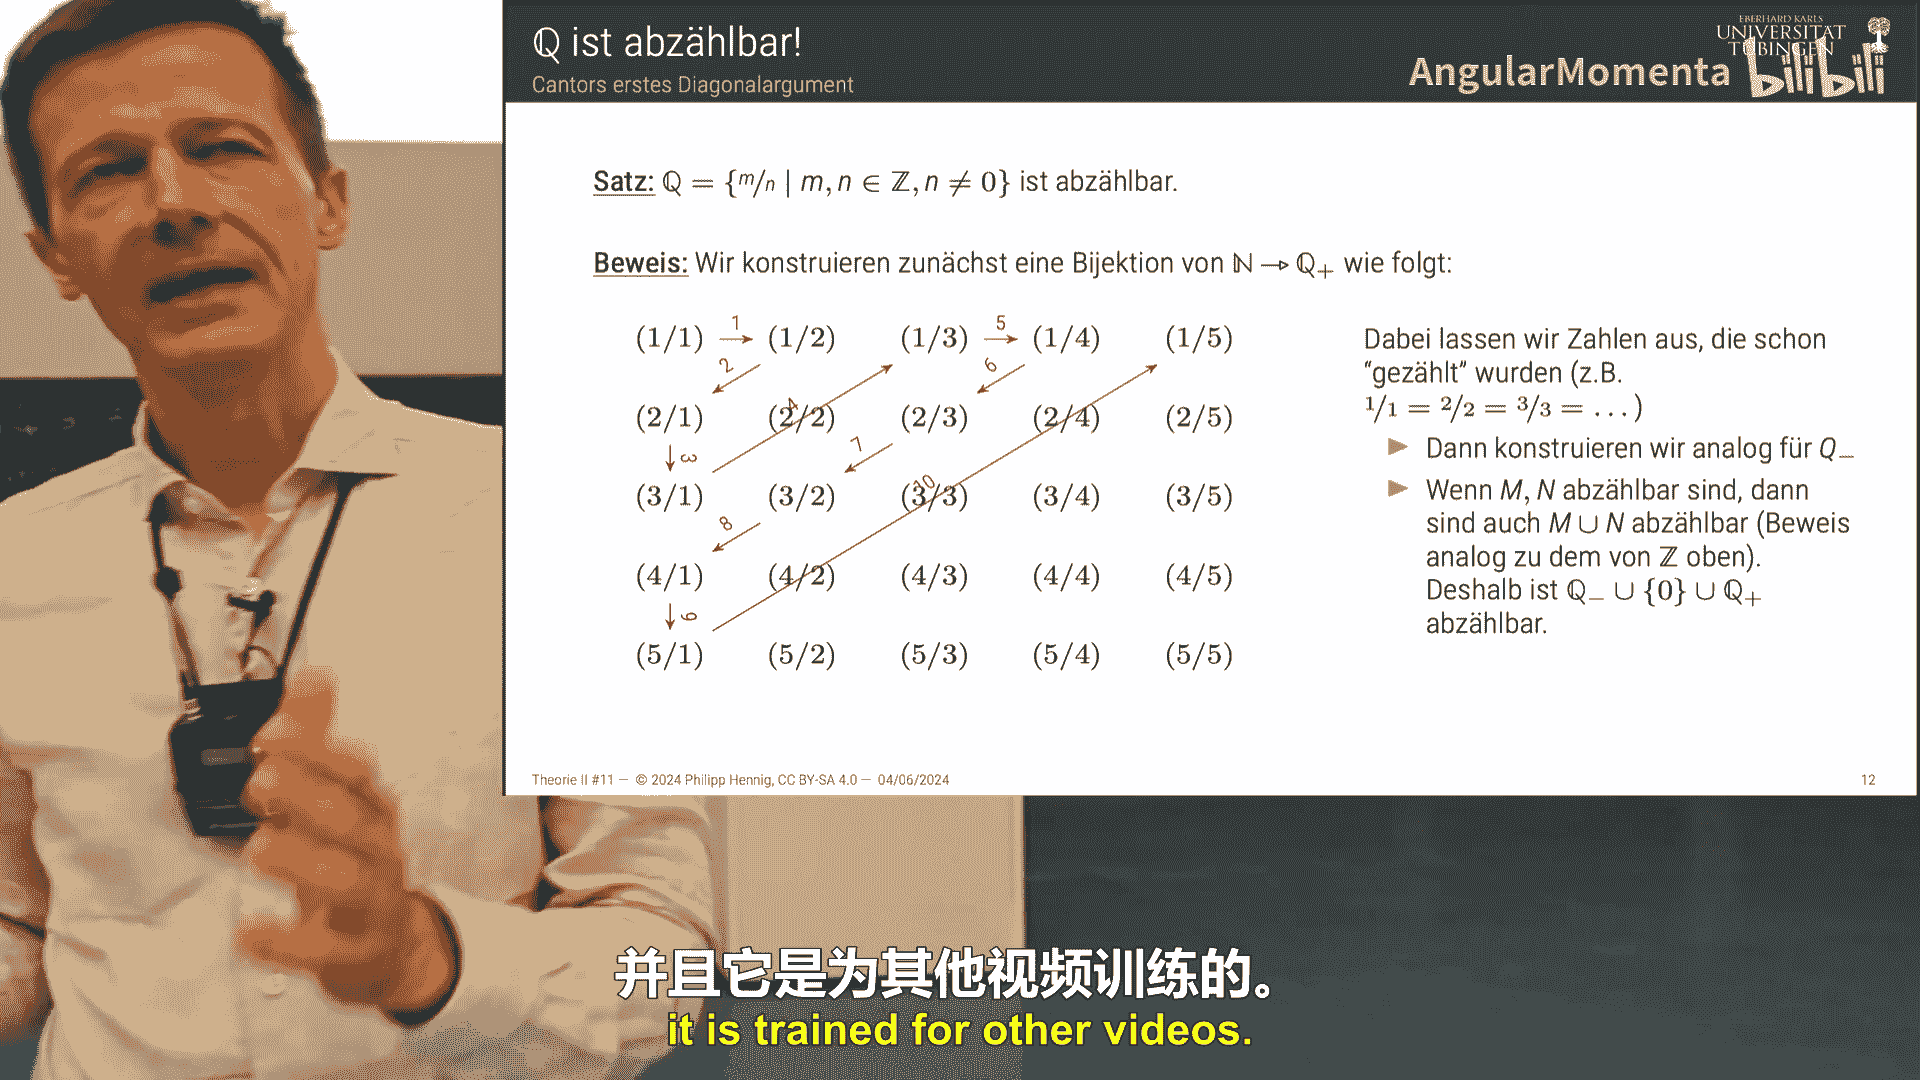 ℚ ist abzählbar!
Cantors erstes Diagonalargument
EBERHARD KARLS
UNIVERSITÄT
TÜBINGEN
AngularMomenta
bilibili
Satz: ℚ = {m/n | m, n ∈ ℤ, n ≠ 0} ist abzählbar.
Beweis: Wir konstruieren zunächst eine Bijektion von ℕ → ℚ₊ wie folgt:
(1/1) 1 (1/2) (1/3) 5 (1/4) (1/5)
2 6
(2/1) (2/2) 4 (2/3) (2/4) (2/5)
3 7
(3/1) (3/2) (3/3) 10 (3/4) (3/5)
8
(4/1) (4/2) (4/3) (4/4) (4/5)
9
(5/1) (5/2) (5/3) (5/4) (5/5)
Dabei lassen wir Zahlen aus, die schon
“gezählt” wurden (z.B.
1/1 = 2/2 = 3/3 = ...)
▶ Dann konstruieren wir analog für Q₋
▶ Wenn M, N abzählbar sind, dann
sind auch M ∪ N abzählbar (Beweis
analog zu dem von ℤ oben).
Deshalb ist ℚ₋ ∪ {0} ∪ ℚ₊
abzählbar.
Theorie II #11 — © 2024 Philipp Hennig, CC BY-SA 4.0 — 04/06/2024
12
并且它是为其他视频训练的。
it is trained for other videos.